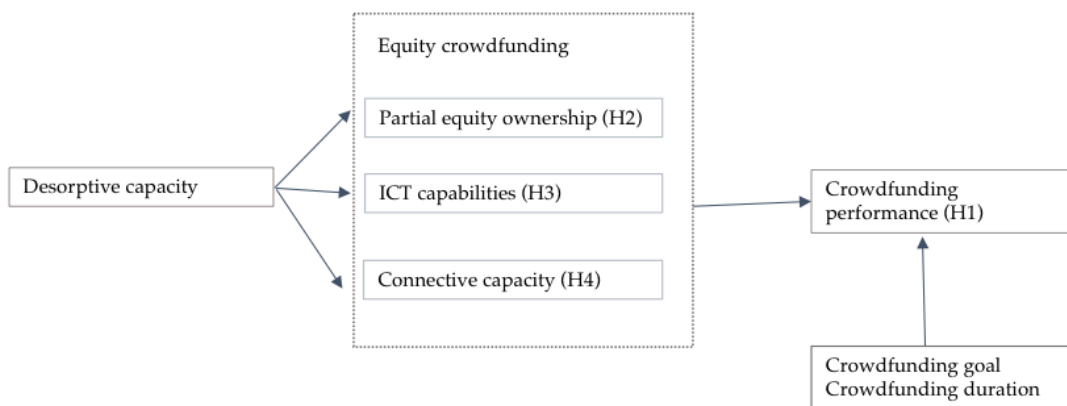 Equity crowdfunding
Partial equity ownership (H2)
Desorptive capacity
ICT capabilities (H3)
Crowdfunding
performance (H1)
Connective capacity (H4)
Crowdfunding goal
Crowdfunding duration